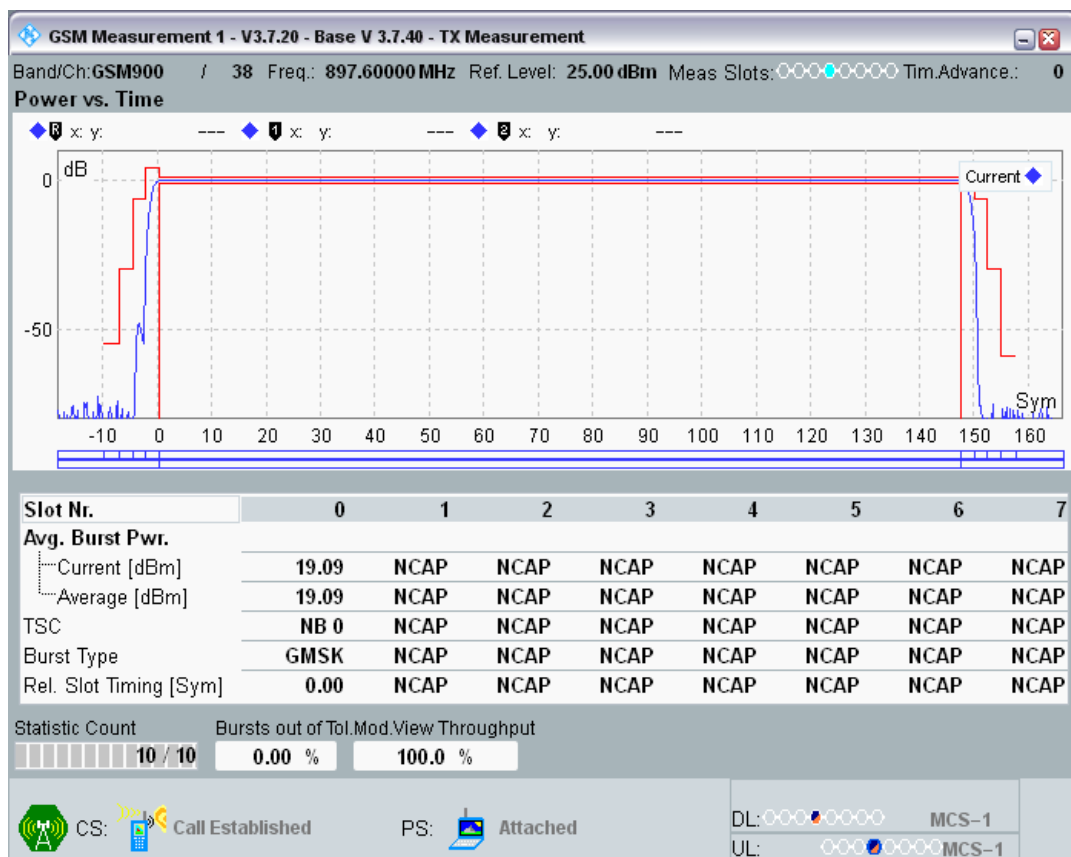 GSM Measurement 1 - V3.7.20 - Base V 3.7.40 - TX Measurement
Band/Ch:GSM900 / 38 Freq.: 897.60000 MHz Ref. Level: 25.00 dBm Meas Slots: Tim.Advance.: 0
Power vs. Time
R x: y: --- 1 x: y: --- 2 x: y: ---
dB
0
Current
-50
Sym
-10 0 10 20 30 40 50 60 70 80 90 100 110 120 130 140 150 160
Slot Nr. 0 1 2 3 4 5 6 7
Avg. Burst Pwr.
Current [dBm] 19.09 NCAP NCAP NCAP NCAP NCAP NCAP NCAP
Average [dBm] 19.09 NCAP NCAP NCAP NCAP NCAP NCAP NCAP
TSC NB 0 NCAP NCAP NCAP NCAP NCAP NCAP NCAP
Burst Type GMSK NCAP NCAP NCAP NCAP NCAP NCAP NCAP
Rel. Slot Timing [Sym] 0.00 NCAP NCAP NCAP NCAP NCAP NCAP NCAP
Statistic Count Bursts out of Tol.Mod.View Throughput
10 / 10 0.00 % 100.0 %
CS: Call Established PS: Attached DL: MCS-1
UL: MCS-1